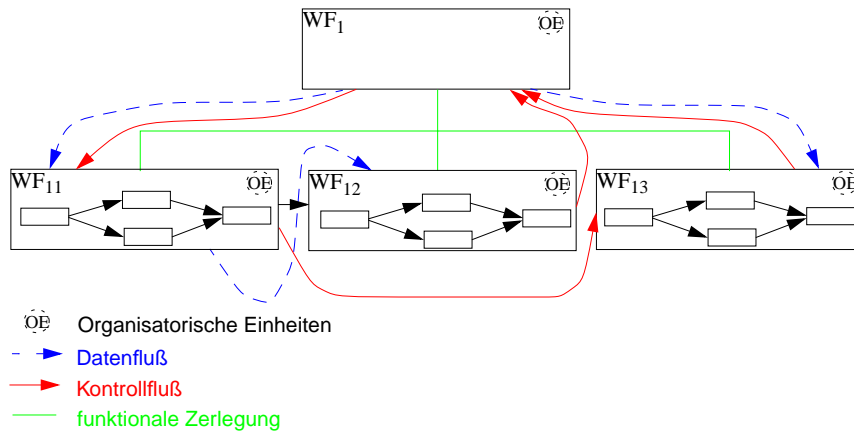 WF1 OE
WF11 OE
WF12 OE
WF13 OE
OE Organisatorische Einheiten
Datenfluß
Kontrollfluß
funktionale Zerlegung